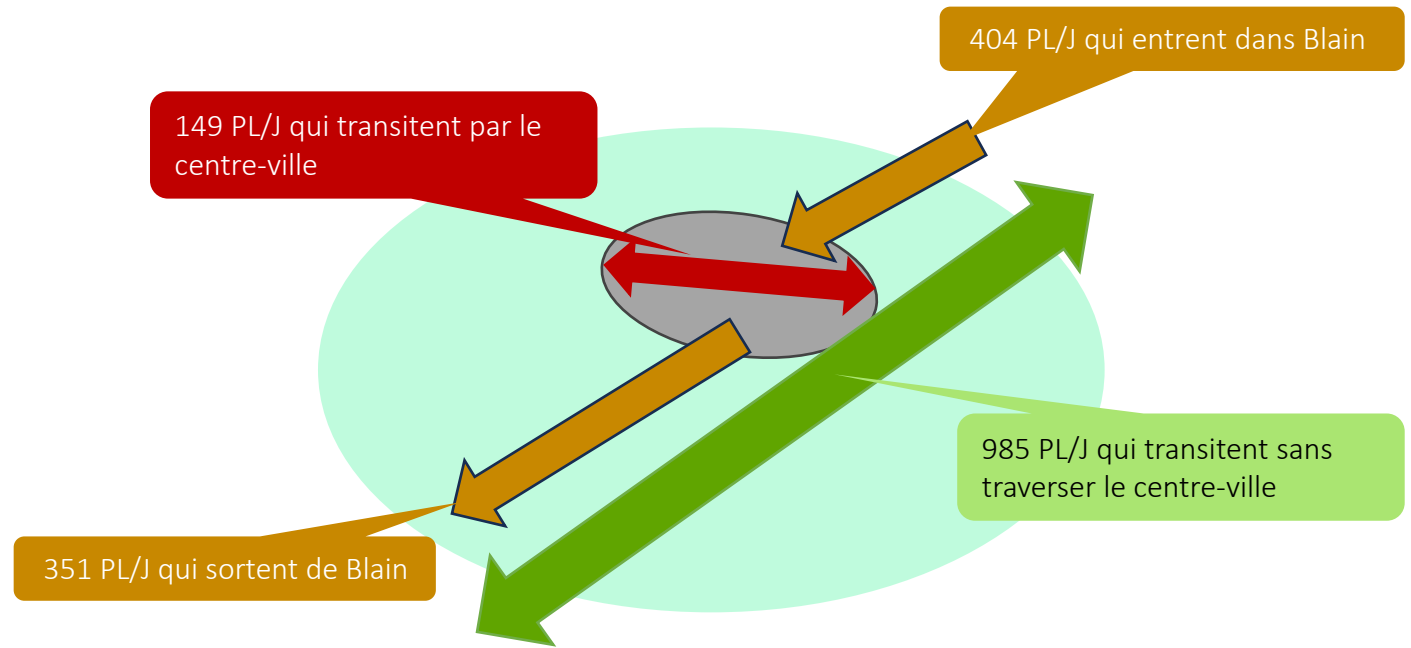 404 PL/J qui entrent dans Blain
149 PL/J qui transitent par le
centre-ville
985 PL/J qui transitent sans
traverser le centre-ville
351 PL/J qui sortent de Blain